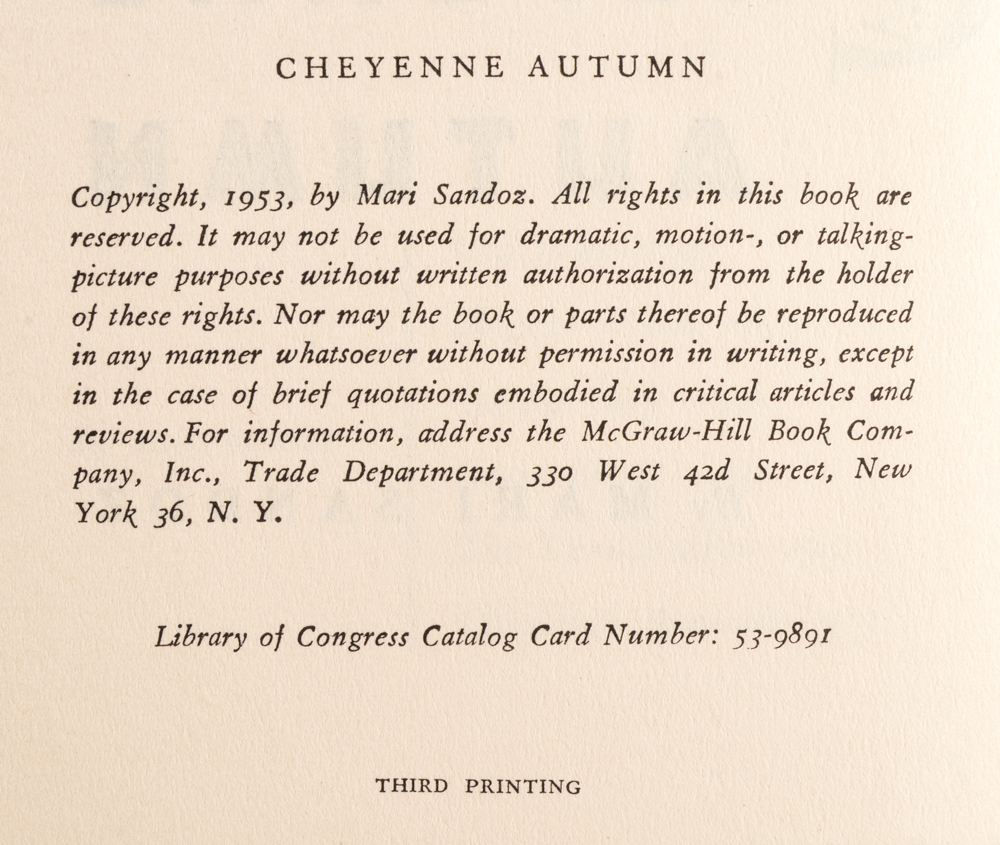 CHEYENNE AUTUMN
Copyright, 1953, by Mari Sandoz. All rights in this book are
reserved. It may not be used for dramatic, motion-, or talking-
picture purposes without written authorization from the holder
of these rights. Nor may the book or parts thereof be reproduced
in any manner whatsoever without permission in writing, except
in the case of brief quotations embodied in critical articles and
reviews. For information, address the McGraw-Hill Book Com-
pany, Inc., Trade Department, 330 West 42d Street, New
York 36, N. Y.
Library of Congress Catalog Card Number: 53-9891
THIRD PRINTING